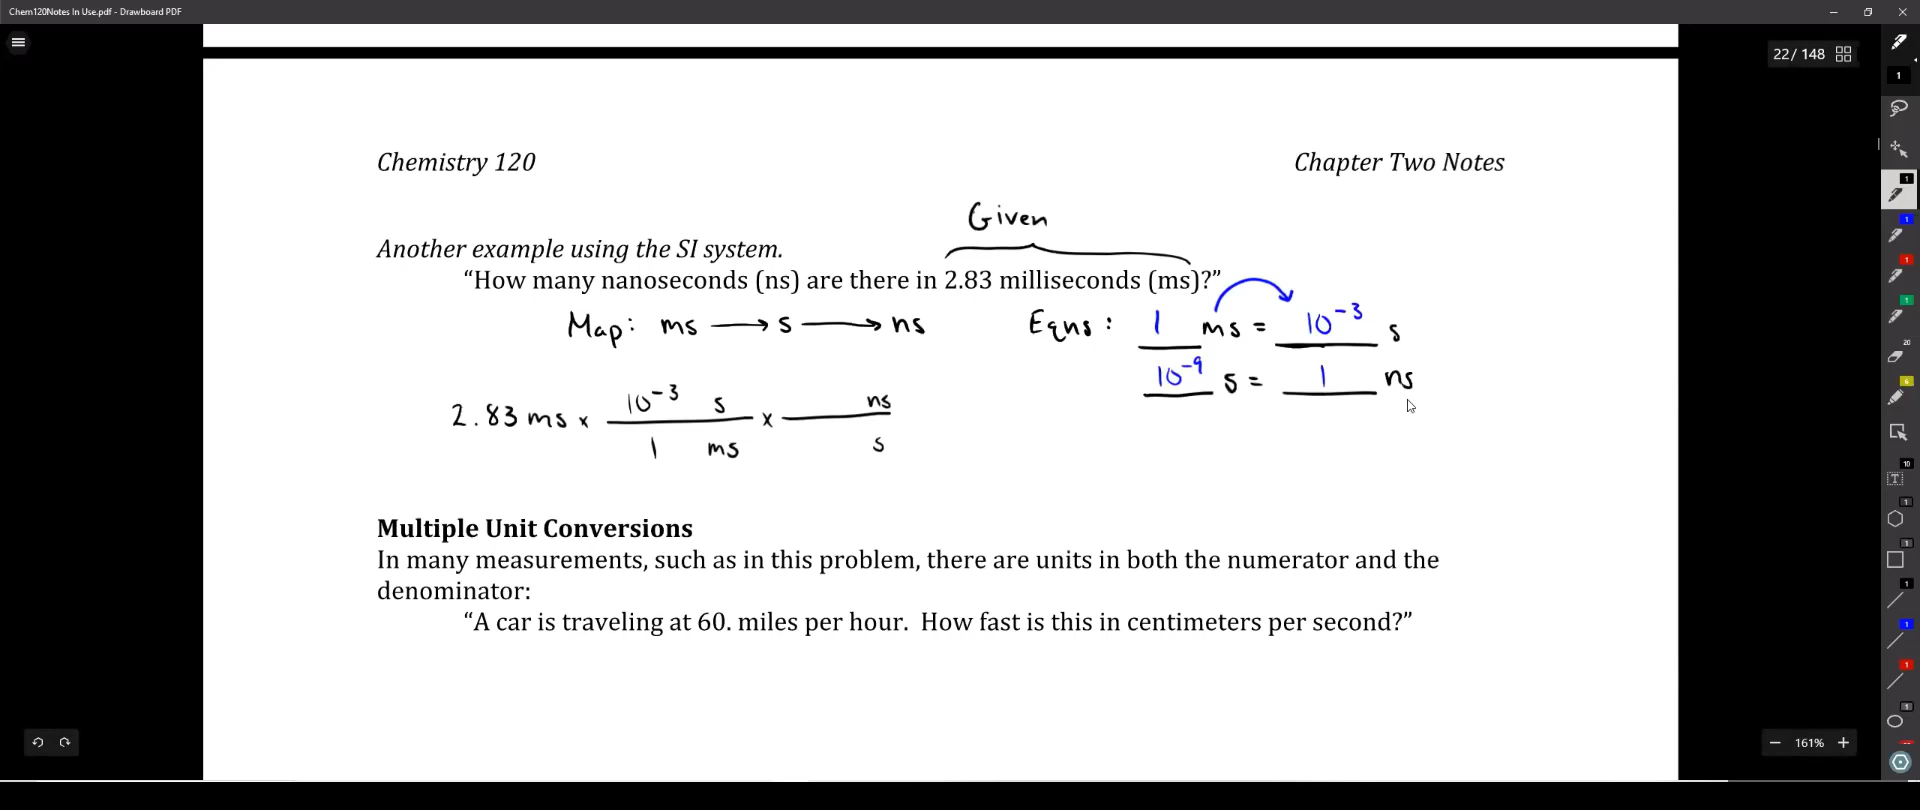 Chem120Notes In Use.pdf - Drawboard PDF
22 / 148
Chemistry 120 Chapter Two Notes
Given
Another example using the SI system.
“How many nanoseconds (ns) are there in 2.83 milliseconds (ms)?”
Map: ms → s → ns Eqns: 1 ms = 10⁻³ s
10⁻⁹ s = 1 ns
2.83 ms × 10⁻³ s / 1 ms × ns / s
Multiple Unit Conversions
In many measurements, such as in this problem, there are units in both the numerator and the
denominator:
“A car is traveling at 60. miles per hour. How fast is this in centimeters per second?”
161%